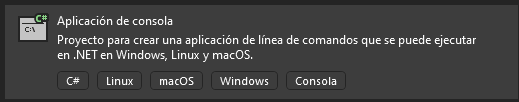 C#
C:\
Aplicación de consola
Proyecto para crear una aplicación de línea de comandos que se puede ejecutar
en .NET en Windows, Linux y macOS.
C# Linux macOS Windows Consola